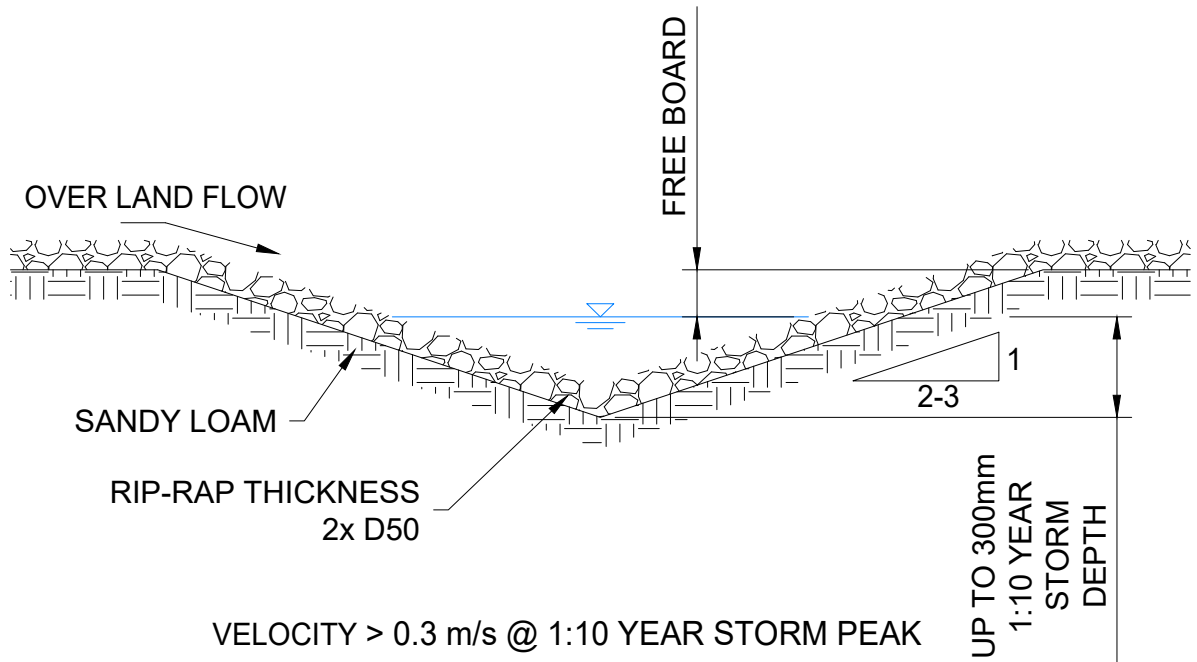 FREE BOARD
OVER LAND FLOW
SANDY LOAM
RIP-RAP THICKNESS
2x D50
1
2-3
UP TO 300mm
1:10 YEAR
STORM
DEPTH
VELOCITY > 0.3 m/s @ 1:10 YEAR STORM PEAK